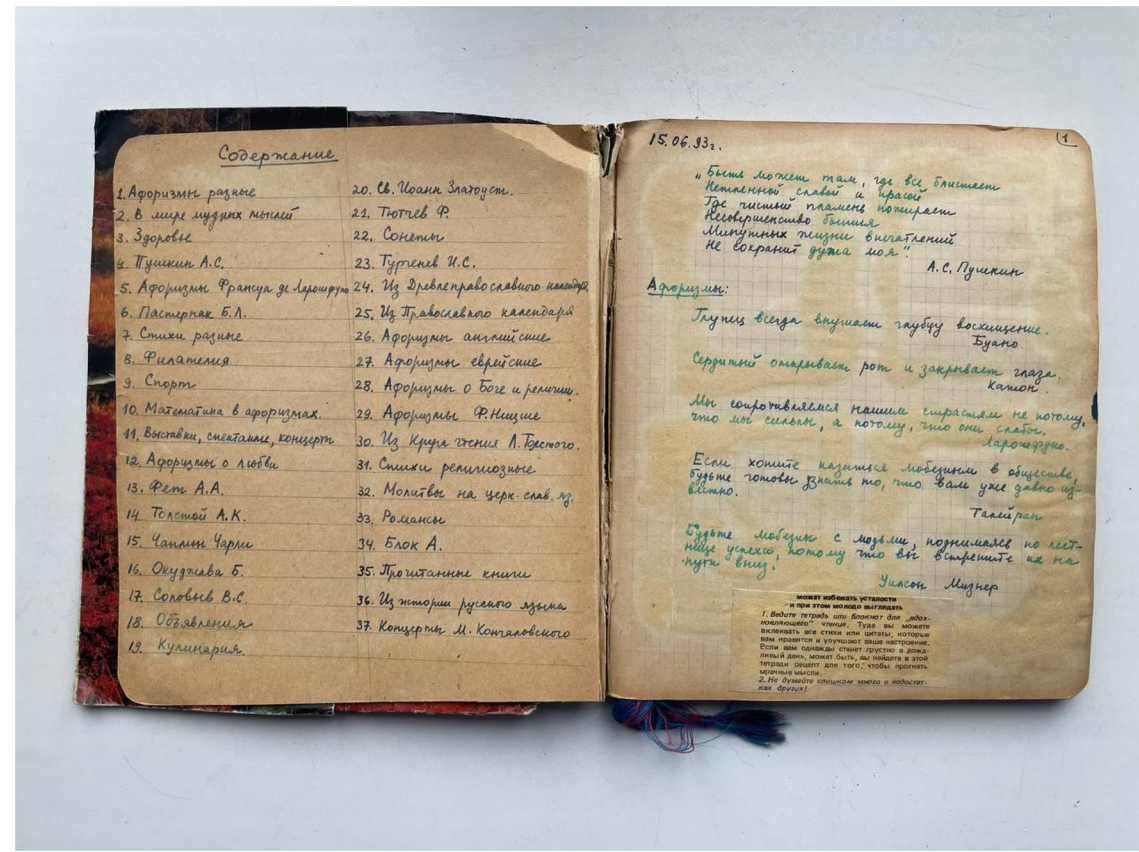 Содержание
1. Афоризмы разные
2. В мире мудрых мыслей
3. Здоровье
4. Пушкин А.С.
5. Афоризмы Франсуа де Ларошфуко
6. Пастернак Б.Л.
7. Стихи разные
8. Филателия
9. Спорт
10. Математика в афоризмах.
11. Выставки, спектакли, концерты
12. Афоризмы о любви
13. Фет А.А.
14. Толстой А.К.
15. Чаплин Чарли
16. Окуджава Б.
17. Соловьев В.С.
18. Объявления
19. Кулинария.
20. Св. Иоанн Златоуст.
21. Тютчев Ф.
22. Сонеты
23. Тургенев И.С.
24. Из Древлеправославного календаря
25. Из Православного календаря
26. Афоризмы английские
27. Афоризмы еврейские
28. Афоризмы о Боге и религии.
29. Афоризмы Ф. Ницше
30. Из Круга чтения Л. Толстого.
31. Стихи религиозные
32. Молитвы на церк. слав. яз.
33. Романсы
34. Блок А.
35. Прочитанные книги
36. Из истории русского языка
37. Концерты М. Кончаловского
15.06.93г.
1
„Быть может там, где все блистает
Нетленной славой и красой
Где чистый пламень пожирает
Несовершенство бытия
Минутных жизни впечатлений
Не сохранит душа моя".
А.С. Пушкин
Афоризмы:
Глупец всегда внушает глубцу восхищение.
Буало
Сердитый открывает рот и закрывает глаза.
Катон.
Мы сопротивляемся нашим страстям не потому,
что мы сильны, а потому, что они слабы.
Ларошфуко.
Если хотите казаться любезным в обществе,
будьте готовы узнать то, что вам уже давно из-
вестно.
Талейран
Будьте любезны с людьми, поднимаясь по лест-
нице успеха, потому что вы встретите их на
пути вниз.
Уилсон Мизнер
может избежать усталости
и при этом молодо выглядеть
1. Ведите тетрадь или блокнот для „вдох-
новляющего" чтения. Туда вы можете
вклеивать все стихи или цитаты, которые
вам нравятся и улучшают ваше настроение.
Если вам однажды станет грустно в дожд-
ливый день, может быть, вы найдете в этой
тетради рецепт для того, чтобы прогнать
мрачные мысли.
2. Не думайте слишком много о недостат-
ках других!